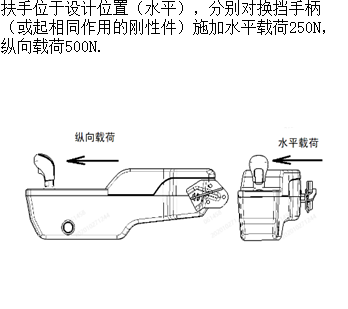 扶手位于设计位置（水平），分别对换挡手柄
（或起相同作用的刚性件）施加水平载荷250N,
纵向载荷500N.
纵向载荷
水平载荷